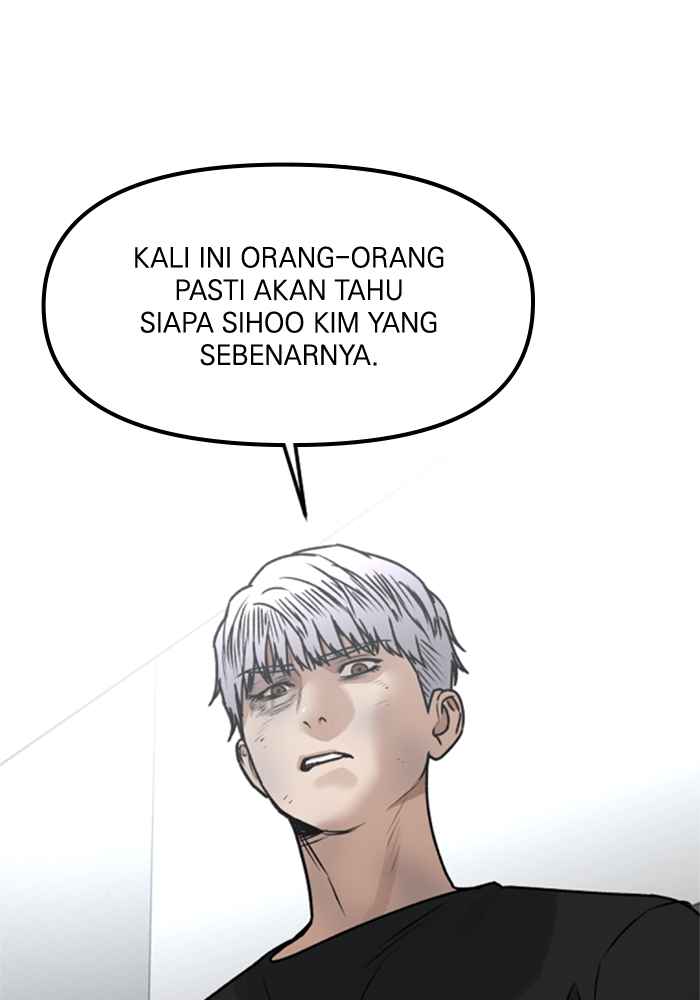 KALI INI ORANG-ORANG
PASTI AKAN TAHU
SIAPA SIHOO KIM YANG
SEBENARNYA.